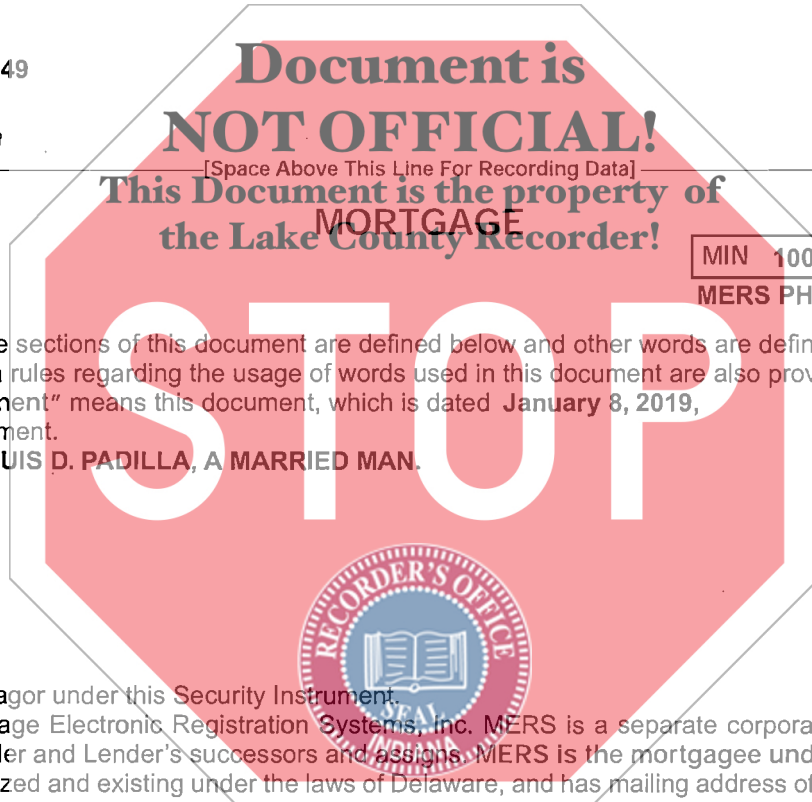 49
Document is
NOT OFFICIAL!
[Space Above This Line For Recording Data]
This Document is the property of
MORTGAGE
the Lake County Recorder!
MIN 100
MERS PH
e sections of this document are defined below and other words are defin
rules regarding the usage of words used in this document are also prov
ent" means this document, which is dated January 8, 2019,
ment.
UIS D. PADILLA, A MARRIED MAN.
STOP
RECORDER'S OFFICE
SEAL
agor under this Security Instrument.
age Electronic Registration Systems, Inc. MERS is a separate corpora
er and Lender's successors and assigns. MERS is the mortgagee und
zed and existing under the laws of Delaware, and has mailing address of